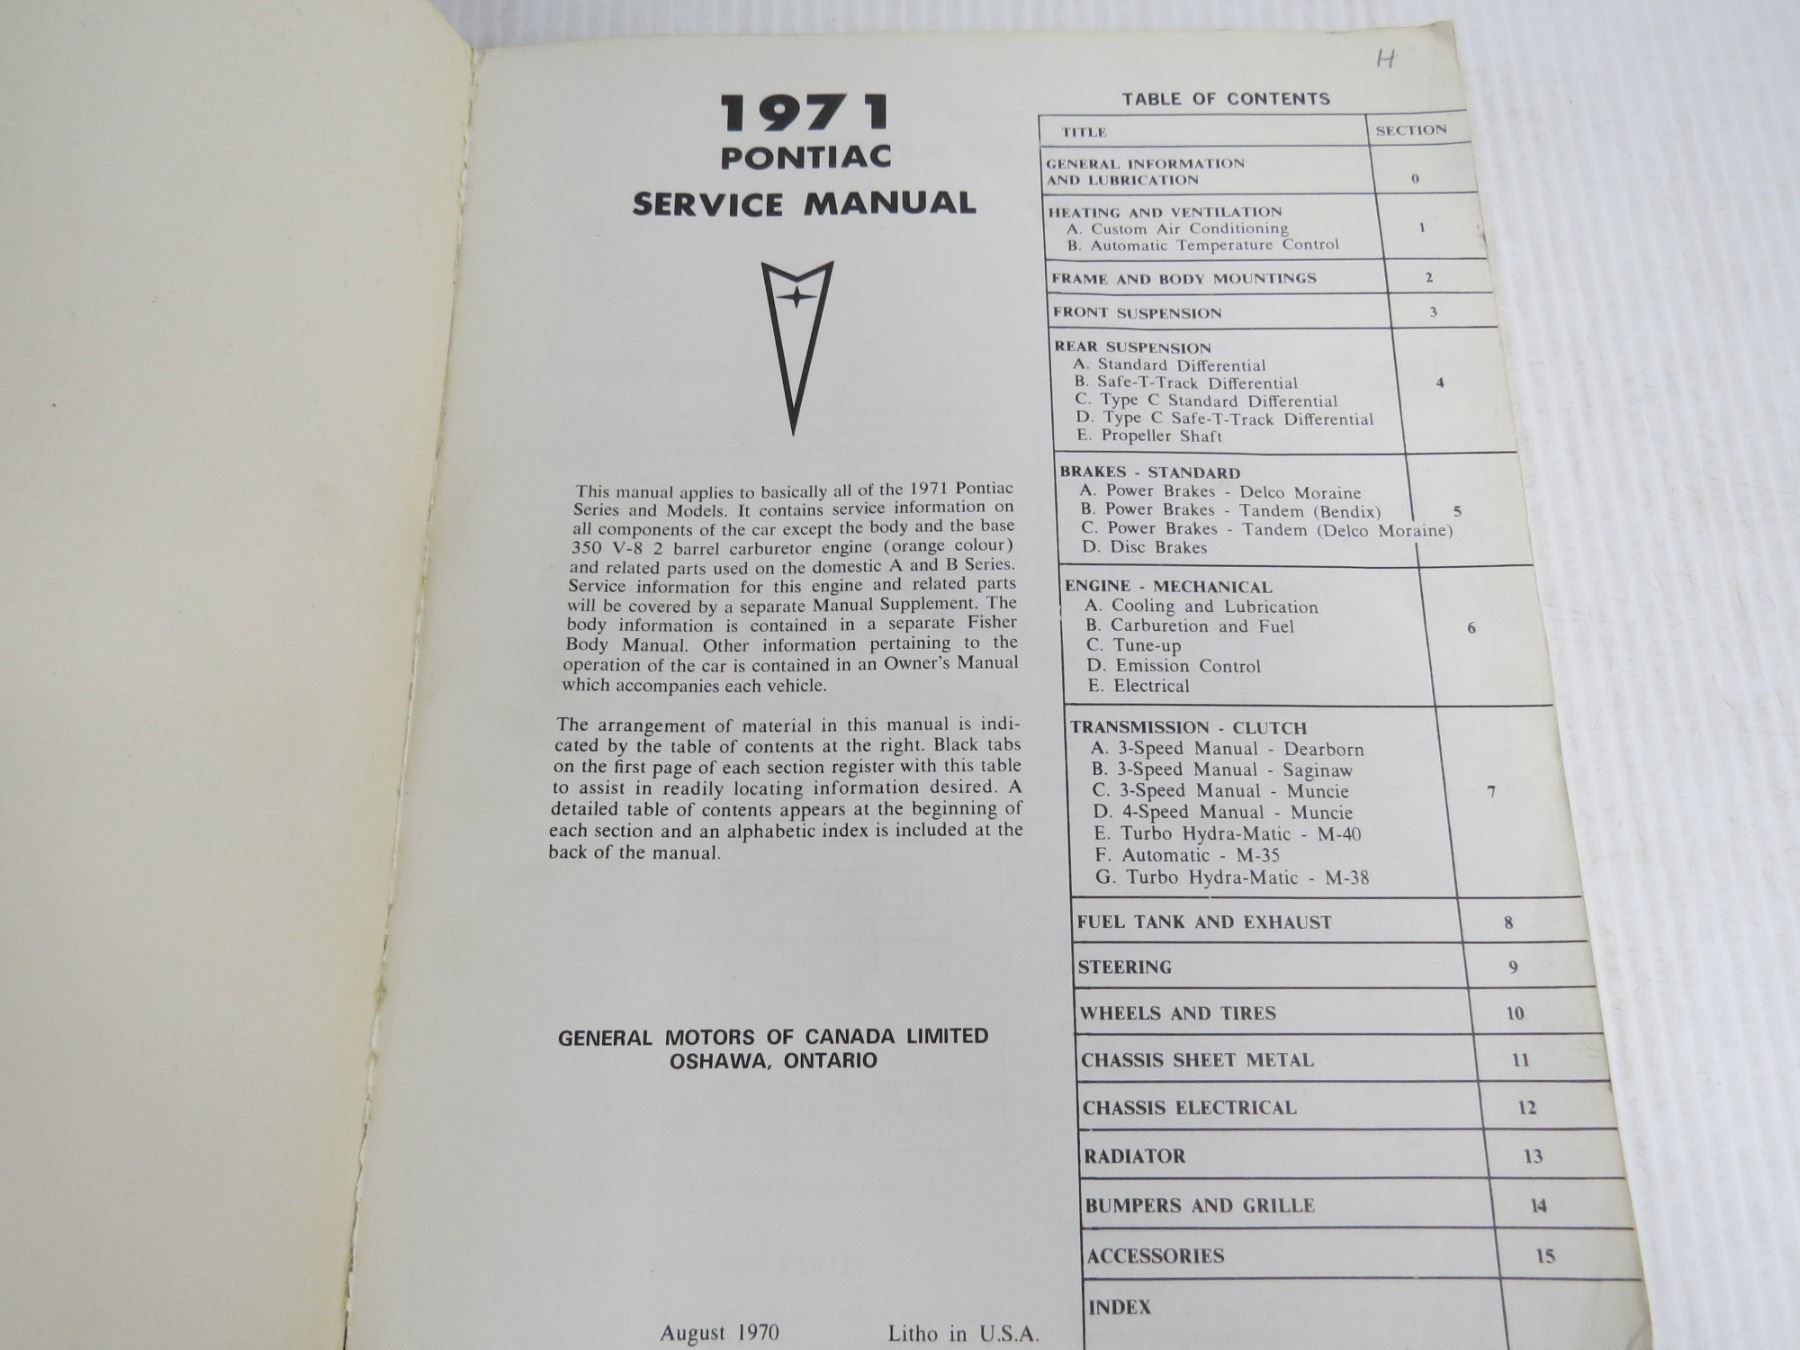 H
1971
PONTIAC
SERVICE MANUAL
This manual applies to basically all of the 1971 Pontiac
Series and Models. It contains service information on
all components of the car except the body and the base
350 V-8 2 barrel carburetor engine (orange colour)
and related parts used on the domestic A and B Series.
Service information for this engine and related parts
will be covered by a separate Manual Supplement. The
body information is contained in a separate Fisher
Body Manual. Other information pertaining to the
operation of the car is contained in an Owner's Manual
which accompanies each vehicle.
The arrangement of material in this manual is indi-
cated by the table of contents at the right. Black tabs
on the first page of each section register with this table
to assist in readily locating information desired. A
detailed table of contents appears at the beginning of
each section and an alphabetic index is included at the
back of the manual.
GENERAL MOTORS OF CANADA LIMITED
OSHAWA, ONTARIO
August 1970 Litho in U.S.A.
TABLE OF CONTENTS
TITLE SECTION
GENERAL INFORMATION
AND LUBRICATION 0
HEATING AND VENTILATION
A. Custom Air Conditioning 1
B. Automatic Temperature Control
FRAME AND BODY MOUNTINGS 2
FRONT SUSPENSION 3
REAR SUSPENSION
A. Standard Differential
B. Safe-T-Track Differential 4
C. Type C Standard Differential
D. Type C Safe-T-Track Differential
E. Propeller Shaft
BRAKES - STANDARD
A. Power Brakes - Delco Moraine
B. Power Brakes - Tandem (Bendix) 5
C. Power Brakes - Tandem (Delco Moraine)
D. Disc Brakes
ENGINE - MECHANICAL
A. Cooling and Lubrication
B. Carburetion and Fuel 6
C. Tune-up
D. Emission Control
E. Electrical
TRANSMISSION - CLUTCH
A. 3-Speed Manual - Dearborn
B. 3-Speed Manual - Saginaw
C. 3-Speed Manual - Muncie 7
D. 4-Speed Manual - Muncie
E. Turbo Hydra-Matic - M-40
F. Automatic - M-35
G. Turbo Hydra-Matic - M-38
FUEL TANK AND EXHAUST 8
STEERING 9
WHEELS AND TIRES 10
CHASSIS SHEET METAL 11
CHASSIS ELECTRICAL 12
RADIATOR 13
BUMPERS AND GRILLE 14
ACCESSORIES 15
INDEX